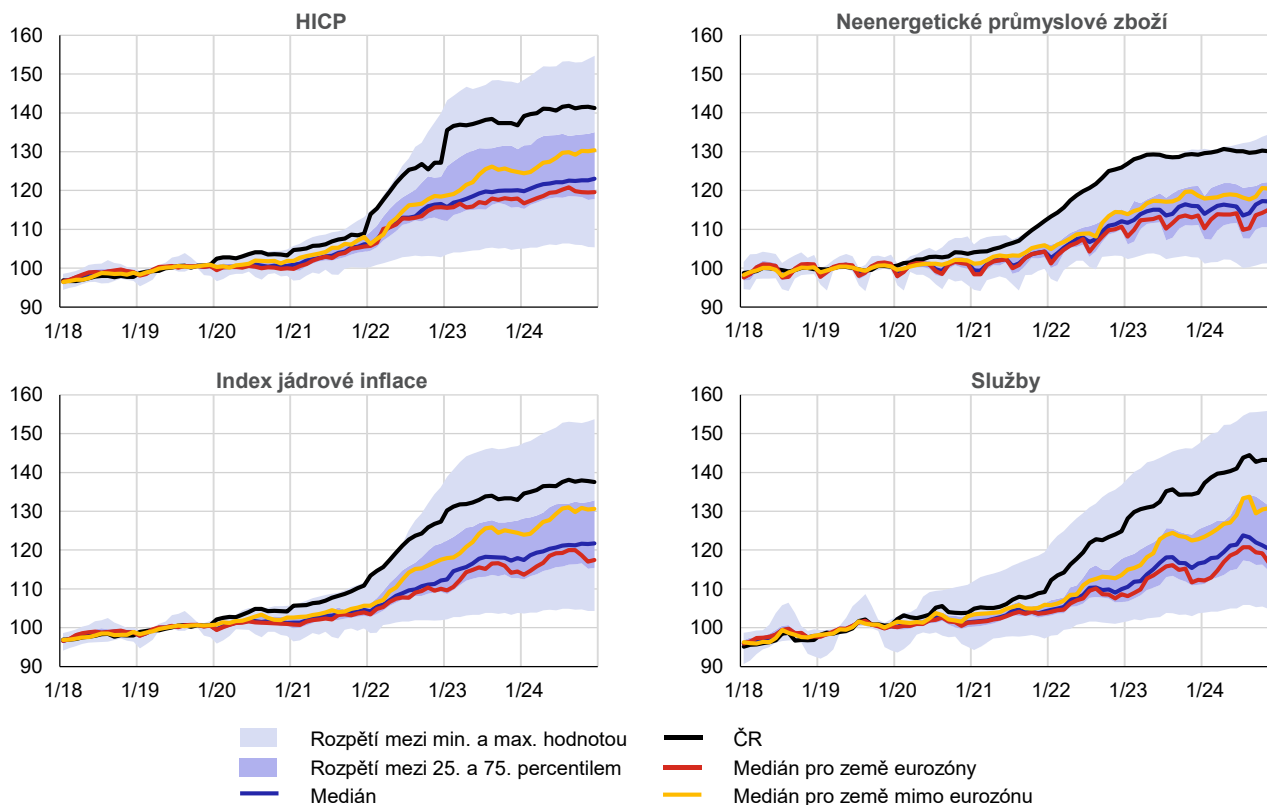 HICP
160
150
140
130
120
110
100
90
1/18 1/19 1/20 1/21 1/22 1/23 1/24
Neenergetické průmyslové zboží
160
150
140
130
120
110
100
90
1/18 1/19 1/20 1/21 1/22 1/23 1/24
Index jádrové inflace
160
150
140
130
120
110
100
90
1/18 1/19 1/20 1/21 1/22 1/23 1/24
Služby
160
150
140
130
120
110
100
90
1/18 1/19 1/20 1/21 1/22 1/23 1/24
Rozpětí mezi min. a max. hodnotou
Rozpětí mezi 25. a 75. percentilem
Medián
ČR
Medián pro země eurozóny
Medián pro země mimo eurozónu